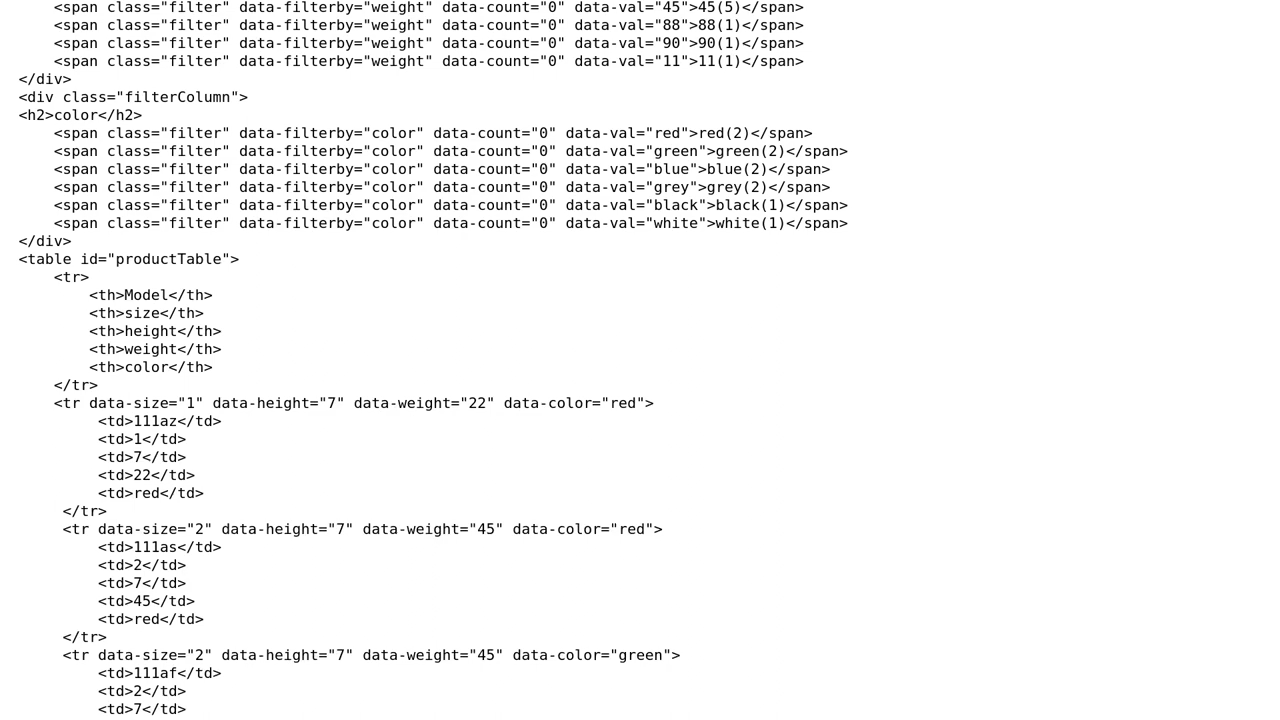 <span class="filter" data-filterby="weight" data-count="0" data-val="45">45(5)</span>
<span class="filter" data-filterby="weight" data-count="0" data-val="88">88(1)</span>
<span class="filter" data-filterby="weight" data-count="0" data-val="90">90(1)</span>
<span class="filter" data-filterby="weight" data-count="0" data-val="11">11(1)</span>
</div>
<div class="filterColumn">
<h2>color</h2>
<span class="filter" data-filterby="color" data-count="0" data-val="red">red(2)</span>
<span class="filter" data-filterby="color" data-count="0" data-val="green">green(2)</span>
<span class="filter" data-filterby="color" data-count="0" data-val="blue">blue(2)</span>
<span class="filter" data-filterby="color" data-count="0" data-val="grey">grey(2)</span>
<span class="filter" data-filterby="color" data-count="0" data-val="black">black(1)</span>
<span class="filter" data-filterby="color" data-count="0" data-val="white">white(1)</span>
</div>
<table id="productTable">
<tr>
<th>Model</th>
<th>size</th>
<th>height</th>
<th>weight</th>
<th>color</th>
</tr>
<tr data-size="1" data-height="7" data-weight="22" data-color="red">
<td>111az</td>
<td>1</td>
<td>7</td>
<td>22</td>
<td>red</td>
</tr>
<tr data-size="2" data-height="7" data-weight="45" data-color="red">
<td>111as</td>
<td>2</td>
<td>7</td>
<td>45</td>
<td>red</td>
</tr>
<tr data-size="2" data-height="7" data-weight="45" data-color="green">
<td>111af</td>
<td>2</td>
<td>7</td>